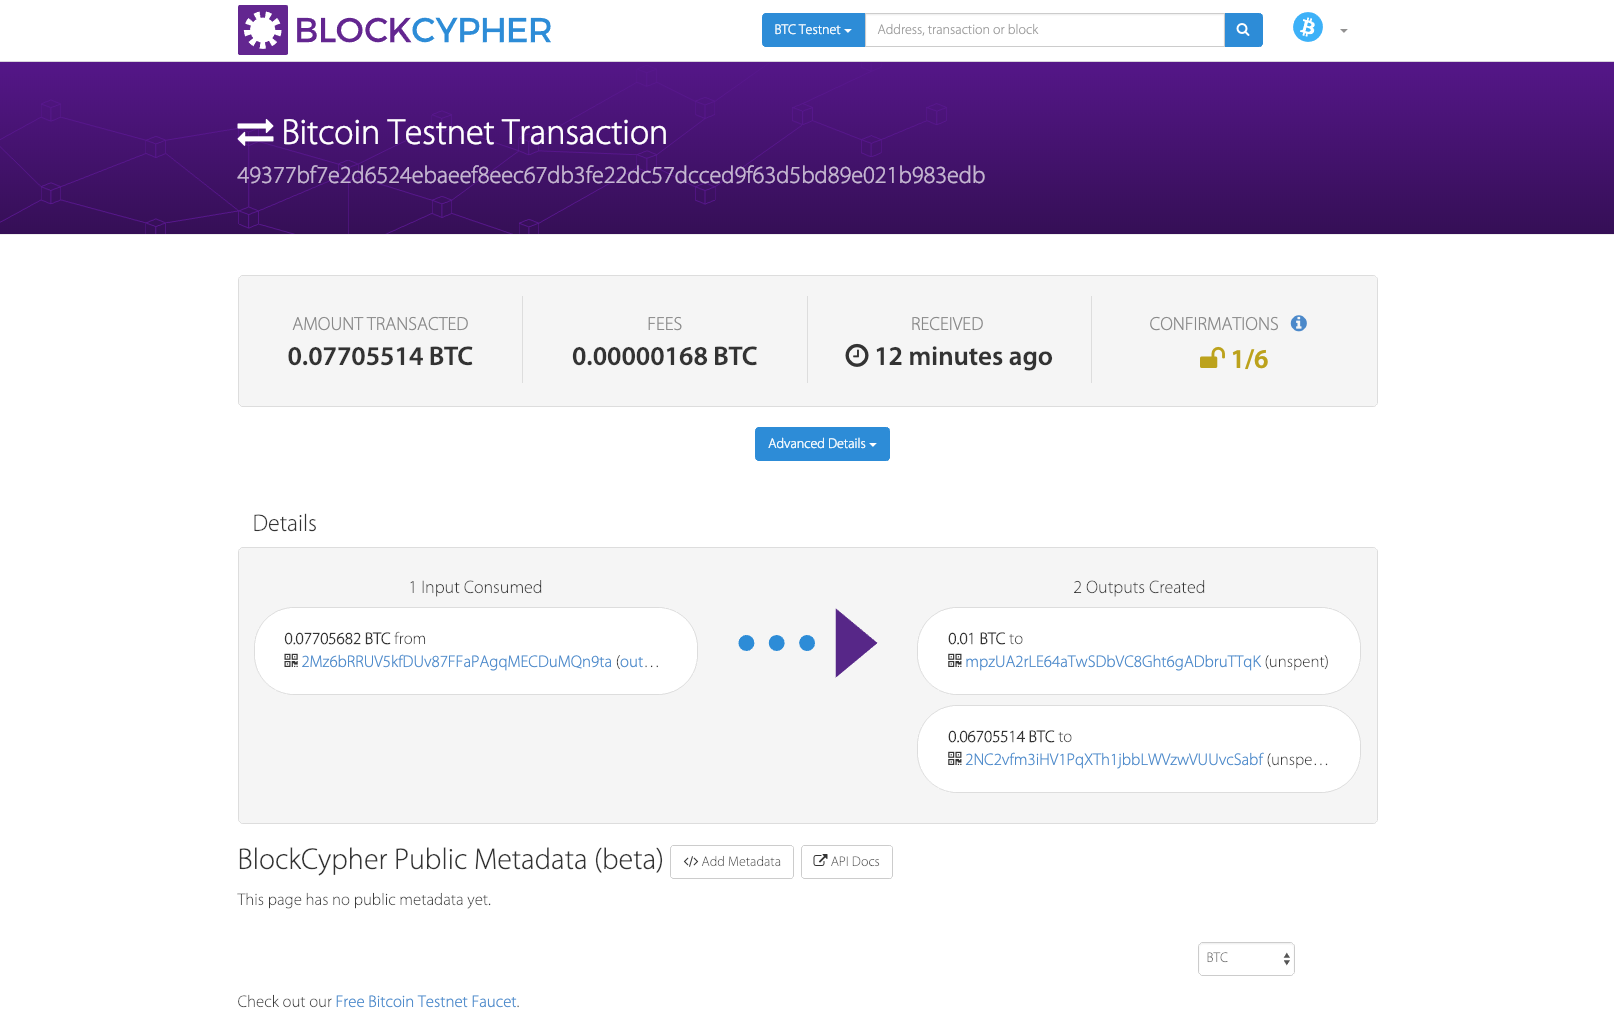 BLOCKCYPHER
BTC Testnet
Address, transaction or block
Bitcoin Testnet Transaction
49377bf7e2d6524ebaeef8eec67db3fe22dc57dcced9f63d5bd89e021b983edb
AMOUNT TRANSACTED
0.07705514 BTC
FEES
0.00000168 BTC
RECEIVED
12 minutes ago
CONFIRMATIONS
1/6
Advanced Details
Details
1 Input Consumed
0.07705682 BTC from
2Mz6bRRUV5kfDUv87FFaPAgqMECDuMQn9ta (out…
2 Outputs Created
0.01 BTC to
mpzUA2rLE64aTwSDbVC8Ght6gADbruTTqK (unspent)
0.06705514 BTC to
2NC2vfm3iHV1PqXTh1jbbLWVzwVUUvcSabf (unspe…
BlockCypher Public Metadata (beta)
Add Metadata
API Docs
This page has no public metadata yet.
BTC
Check out our Free Bitcoin Testnet Faucet.